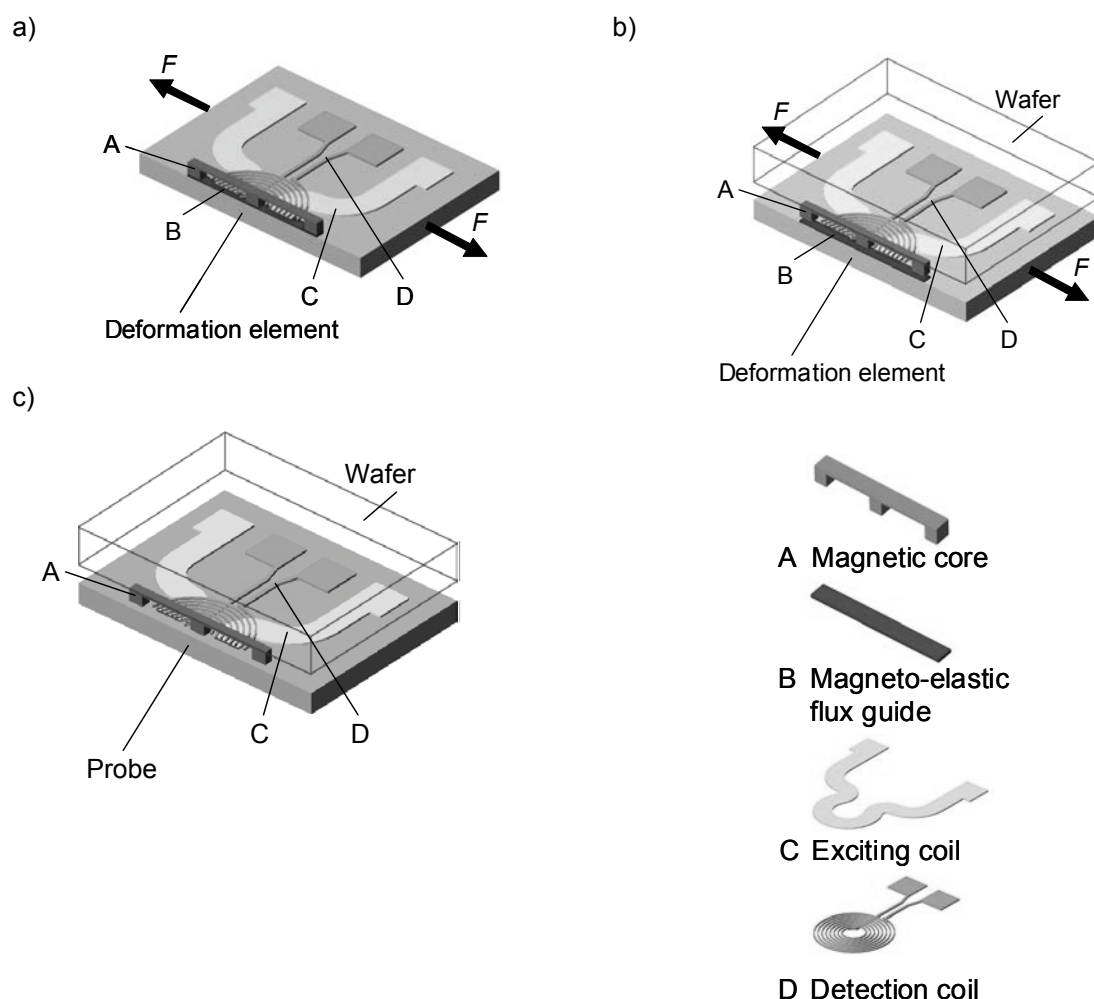 a)
F
A
B
C
D
F
Deformation element
b)
Wafer
F
A
B
C
D
F
Deformation element
c)
Wafer
A
C
D
Probe
A Magnetic core
B Magneto-elastic
flux guide
C Exciting coil
D Detection coil